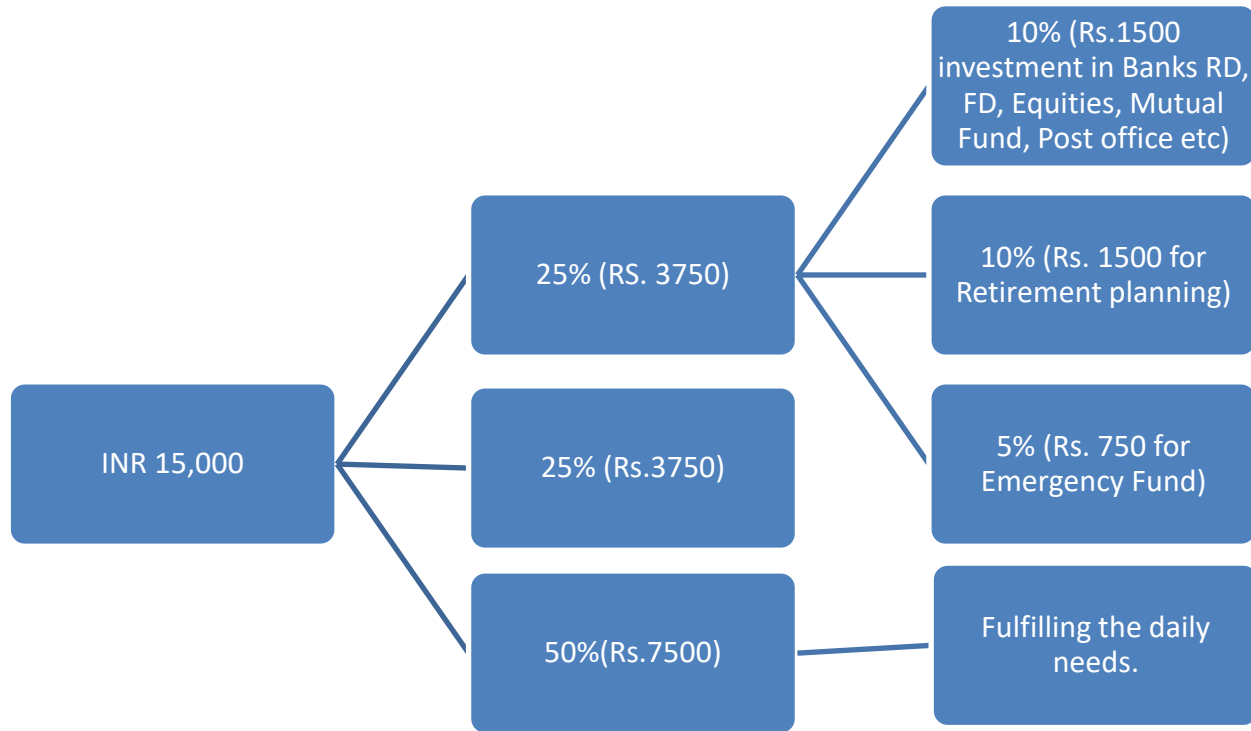 10% (Rs.1500
investment in Banks RD,
FD, Equities, Mutual
Fund, Post office etc)
25% (RS. 3750)
10% (Rs. 1500 for
Retirement planning)
INR 15,000
25% (Rs.3750)
5% (Rs. 750 for
Emergency Fund)
50%(Rs.7500)
Fulfilling the daily
needs.